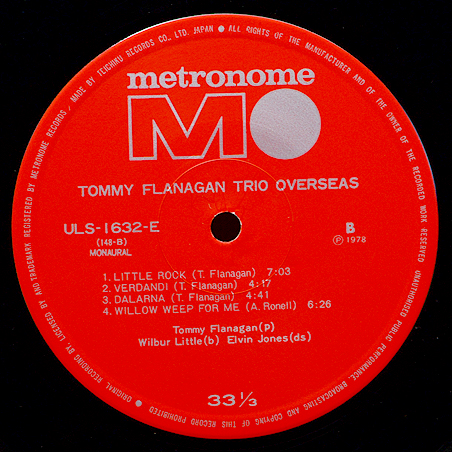 ORIGINAL RECORDING BY, LICENSED BY AND TRADEMARK REGISTERED BY METRONOME RECORDS / MADE BY TEICHIKU RECORDS CO., LTD. JAPAN ● ALL RIGHTS OF THE MANUFACTURER AND OF THE OWNER OF THE RECORDED WORK RESERVED UNAUTHORISED PUBLIC PERFORMANCE, BROADCASTING AND COPYING OF THIS RECORD PROHIBITED ●
metronome
MO
TOMMY FLANAGAN TRIO OVERSEAS
ULS-1632-E
(148-B)
MONAURAL
B
Ⓟ 1978
1. LITTLE ROCK (T. Flanagan) 7:03
2. VERDANDI (T. Flanagan) 4:17
3. DALARNA (T. Flanagan) 4:41
4. WILLOW WEEP FOR ME (A. Ronell) 6:26
Tommy Flanagan(p)
Wilbur Little(b) Elvin Jones(ds)
33 1/3